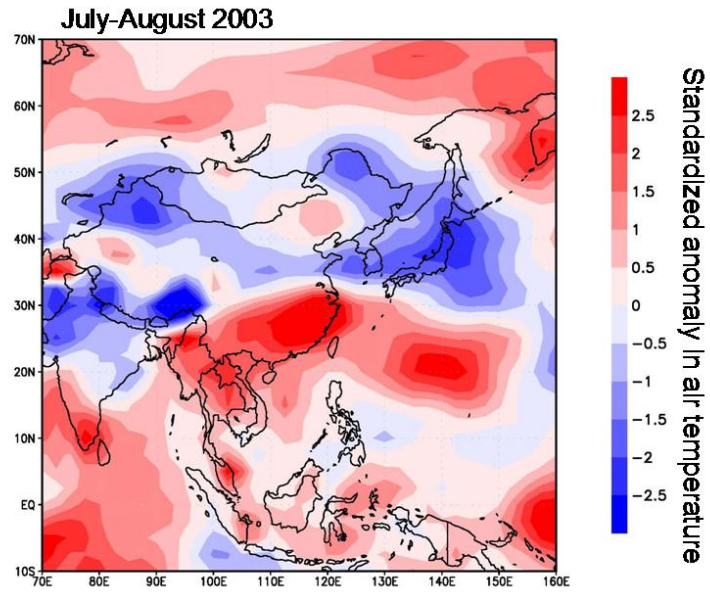 July-August 2003
70N
60N
50N
40N
30N
20N
10N
EQ
10S
70E 80E 90E 100E 110E 120E 130E 140E 150E 160E
2.5
2
1.5
1
0.5
0
−0.5
−1
−1.5
−2
−2.5
Standardized anomaly in air temperature